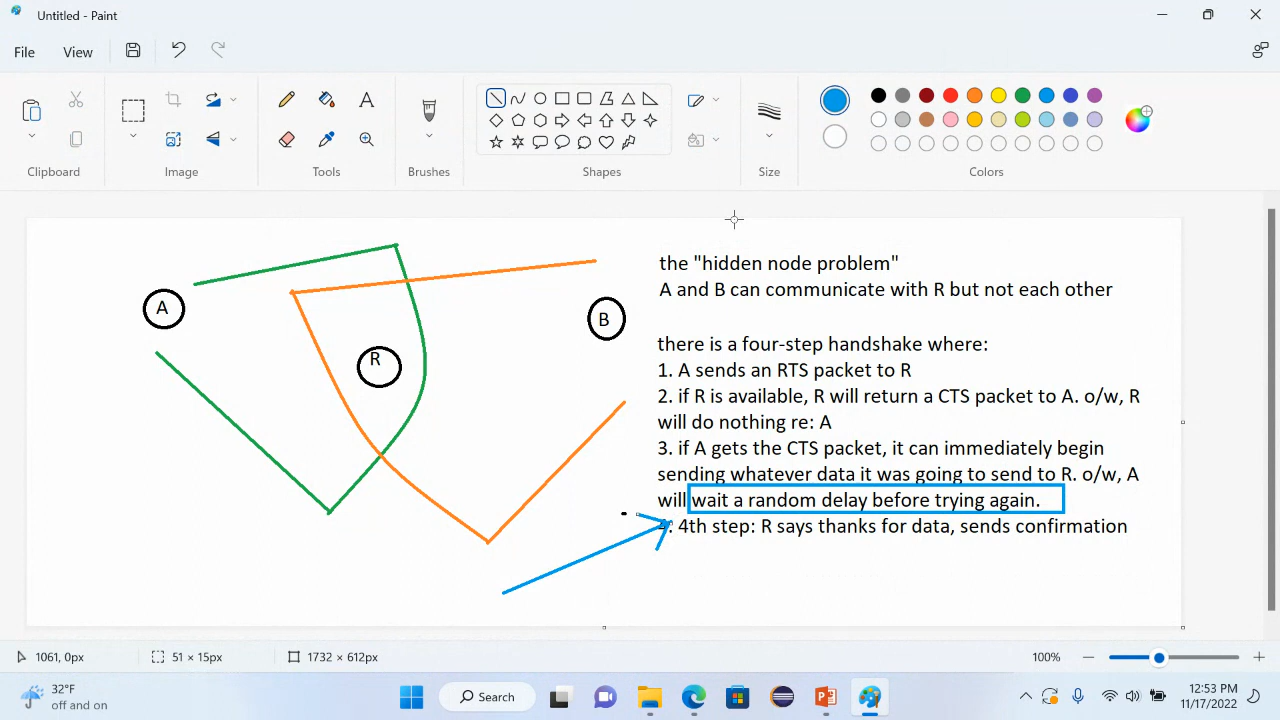 Untitled - Paint
File
View
Clipboard
Image
Tools
Brushes
Shapes
Size
Colors
A
R
B
the "hidden node problem"
A and B can communicate with R but not each other
there is a four-step handshake where:
1. A sends an RTS packet to R
2. if R is available, R will return a CTS packet to A. o/w, R
will do nothing re: A
3. if A gets the CTS packet, it can immediately begin
sending whatever data it was going to send to R. o/w, A
will wait a random delay before trying again.
4. 4th step: R says thanks for data, sends confirmation
1061, 0px
51 × 15px
1732 × 612px
100%
32°F
off and on
Search
12:53 PM
11/17/2022